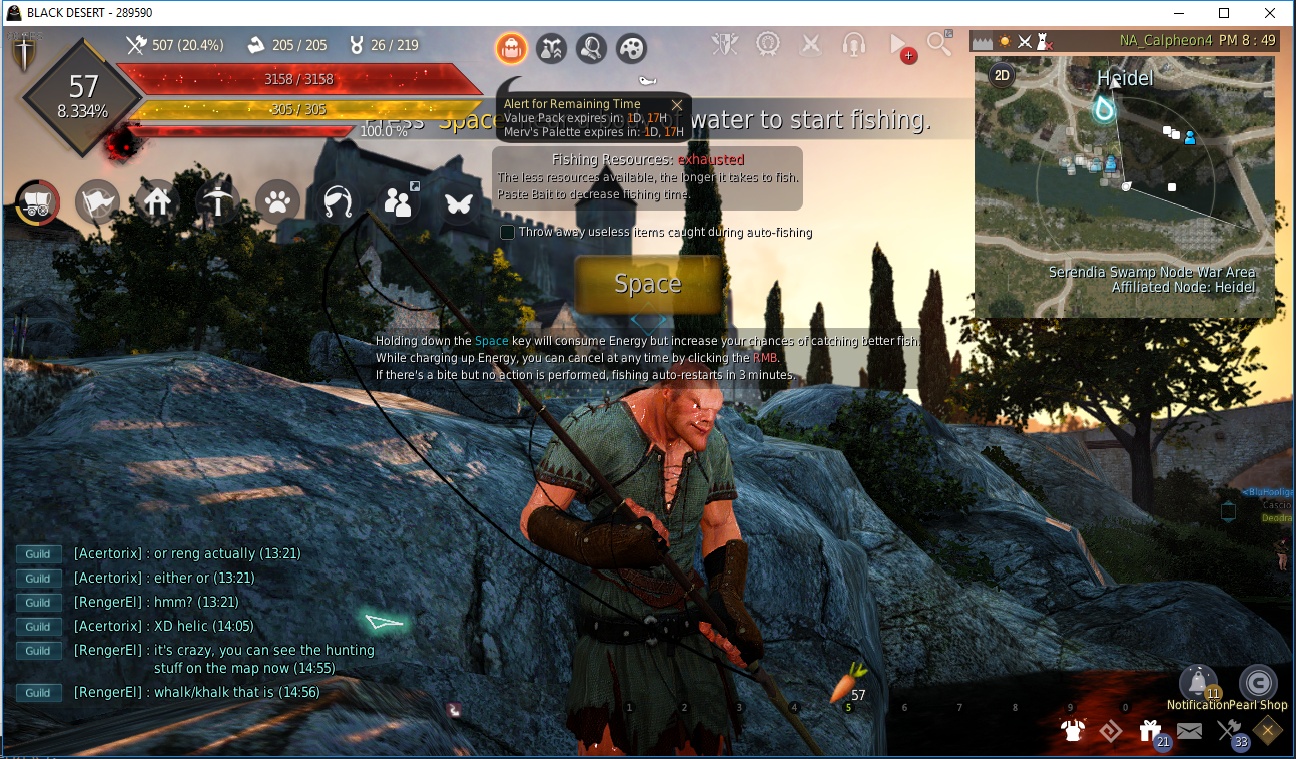 BLACK DESERT - 289590
507 (20.4%)
205 / 205
26 / 219
NA_Calpheon4 PM 8 : 49
57
8.334%
3158 / 3158
305 / 305
100.0 %
2D
Heidel
Alert for Remaining Time
Value Pack expires in: 1D, 17H
Merv's Palette expires in: 1D, 17H
Press Space water to start fishing.
Fishing Resources: exhausted
The less resources available, the longer it takes to fish.
Paste Bait to decrease fishing time.
Throw away useless items caught during auto-fishing
Space
Serendia Swamp Node War Area
Affiliated Node: Heidel
Holding down the Space key will consume Energy but increase your chances of catching better fish.
While charging up Energy, you can cancel at any time by clicking the RMB.
If there's a bite but no action is performed, fishing auto-restarts in 3 minutes.
Guild [Acertorix] : or reng actually (13:21)
Guild [Acertorix] : either or (13:21)
Guild [RengerEl] : hmm? (13:21)
Guild [Acertorix] : XD helic (14:05)
Guild [RengerEl] : it's crazy, you can see the hunting
stuff on the map now (14:55)
Guild [RengerEl] : whalk/khalk that is (14:56)
57
1 2 3 4 5 6 7 8 9 0
11
Notification Pearl Shop
21
33